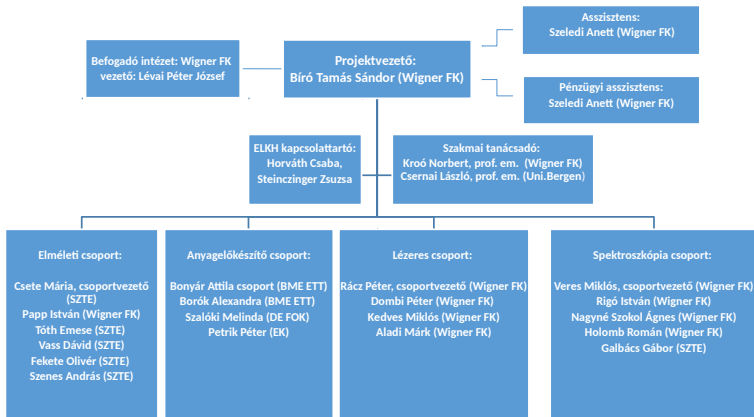 Asszisztens:
Szeledi Anett (Wigner FK)
Projektvezető:
Bíró Tamás Sándor (Wigner FK)
Befogadó intézet: Wigner FK
vezető: Lévai Péter József
Pénzügyi asszisztens:
Szeledi Anett (Wigner FK)
ELKH kapcsolattartó:
Horváth Csaba,
Steinczinger Zsuzsa
Szakmai tanácsadó:
Kroó Norbert, prof. em. (Wigner FK)
Csernai László, prof. em. (Uni.Bergen)
Elméleti csoport:
Csete Mária, csoportvezető
(SZTE)
Papp István (Wigner FK)
Tóth Emese (SZTE)
Vass Dávid (SZTE)
Fekete Olivér (SZTE)
Szenes András (SZTE)
Anyagelőkészítő csoport:
Bonyár Attila csoport (BME ETT)
Borók Alexandra (BME ETT)
Szalóki Melinda (DE FOK)
Petrik Péter (EK)
Lézeres csoport:
Rácz Péter, csoportvezető (Wigner FK)
Dombi Péter (Wigner FK)
Kedves Miklós (Wigner FK)
Aladi Márk (Wigner FK)
Spektroszkópia csoport:
Veres Miklós, csoportvezető (Wigner FK)
Rigó István (Wigner FK)
Nagyné Szokol Ágnes (Wigner FK)
Holomb Román (Wigner FK)
Galbács Gábor (SZTE)